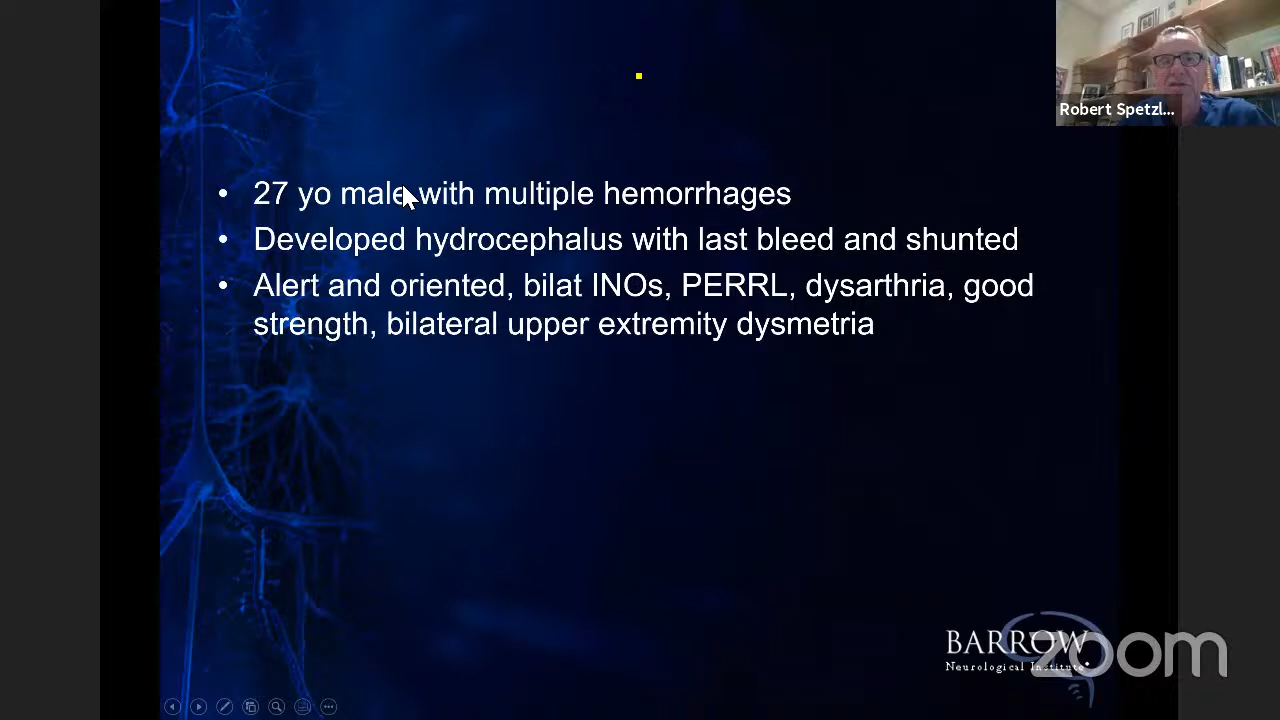 Robert Spetzl...
• 27 yo male with multiple hemorrhages
• Developed hydrocephalus with last bleed and shunted
• Alert and oriented, bilat INOs, PERRL, dysarthria, good
strength, bilateral upper extremity dysmetria
BARROW
Neurological Institute
zoom